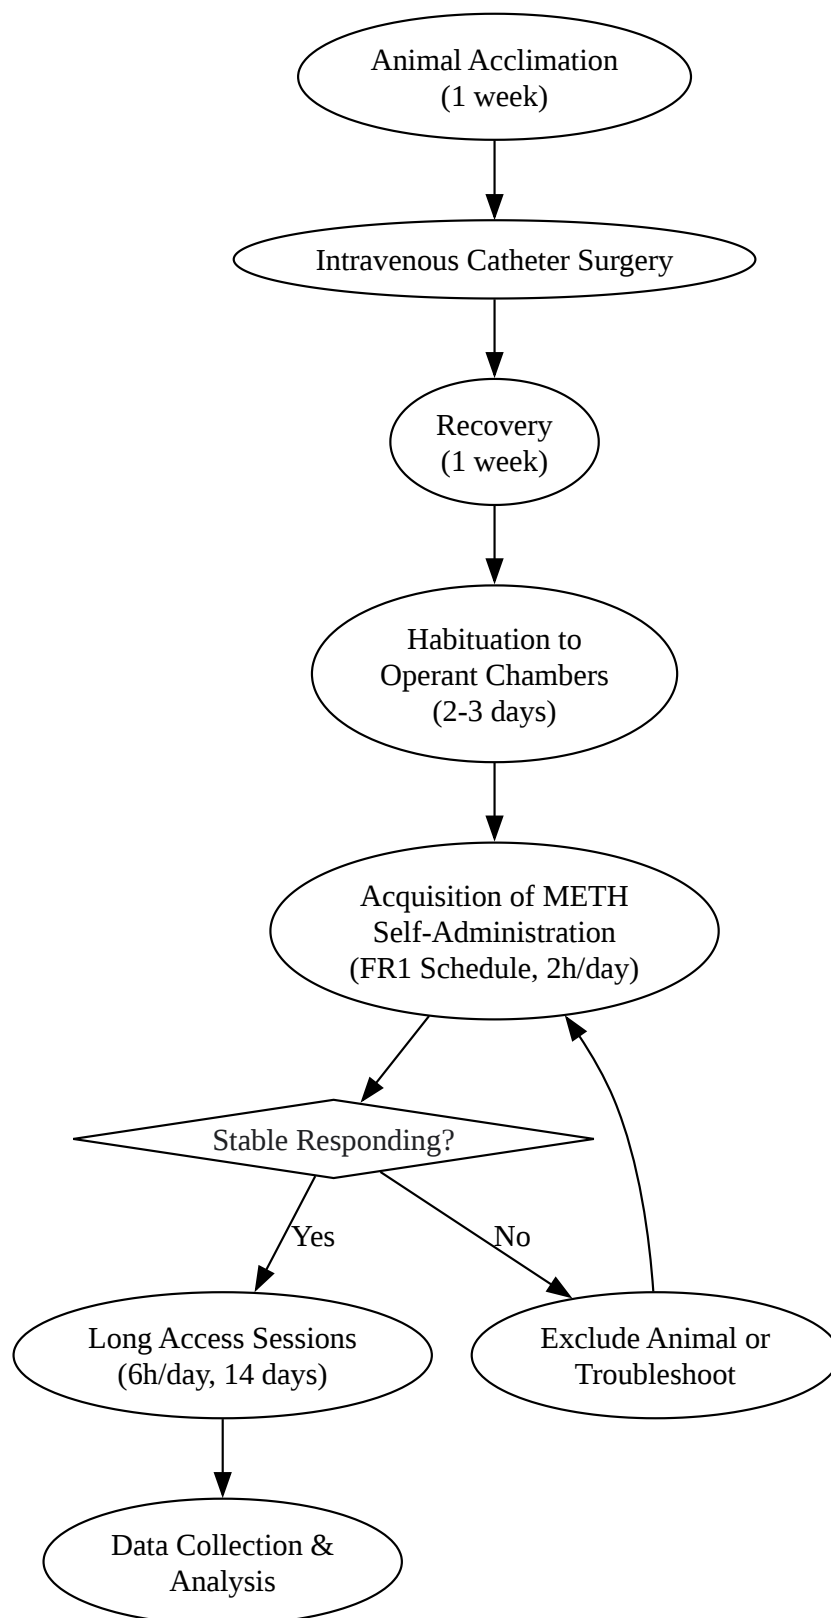 Animal Acclimation
(1 week)
Intravenous Catheter Surgery
Recovery
(1 week)
Habituation to
Operant Chambers
(2-3 days)
Acquisition of METH
Self-Administration
(FR1 Schedule, 2h/day)
Stable Responding?
Yes
No
Long Access Sessions
(6h/day, 14 days)
Exclude Animal or
Troubleshoot
Data Collection &
Analysis